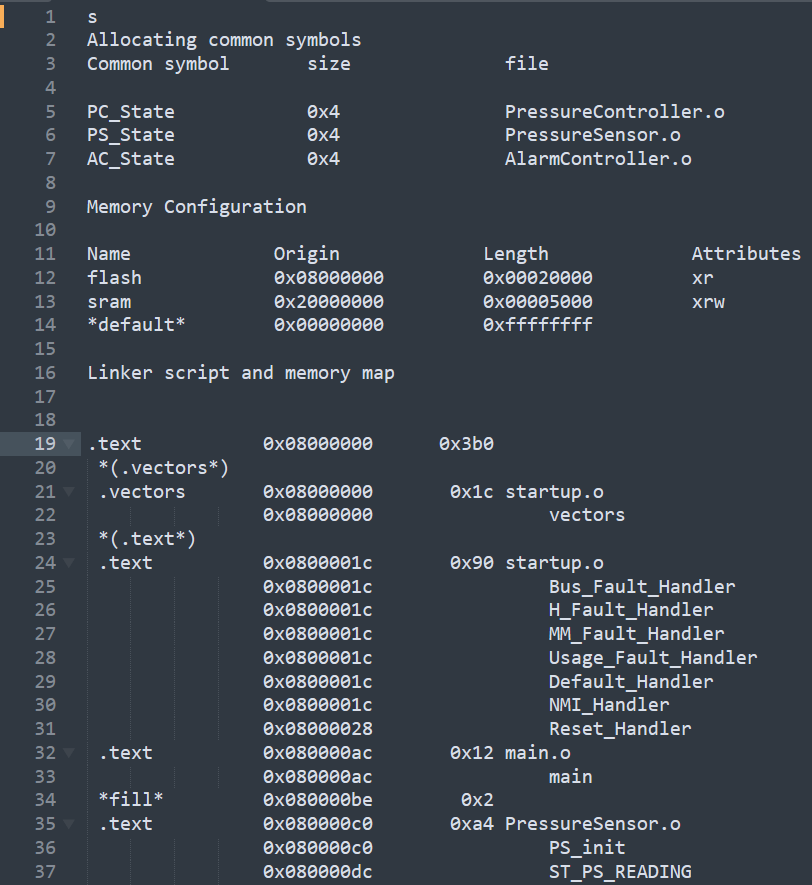 1 s
2 Allocating common symbols
3 Common symbol size file
4
5 PC_State 0x4 PressureController.o
6 PS_State 0x4 PressureSensor.o
7 AC_State 0x4 AlarmController.o
8
9 Memory Configuration
10
11 Name Origin Length Attributes
12 flash 0x08000000 0x00020000 xr
13 sram 0x20000000 0x00005000 xrw
14 *default* 0x00000000 0xffffffff
15
16 Linker script and memory map
17
18
19 .text 0x08000000 0x3b0
20 *(.vectors*)
21 .vectors 0x08000000 0x1c startup.o
22 0x08000000 vectors
23 *(.text*)
24 .text 0x0800001c 0x90 startup.o
25 0x0800001c Bus_Fault_Handler
26 0x0800001c H_Fault_Handler
27 0x0800001c MM_Fault_Handler
28 0x0800001c Usage_Fault_Handler
29 0x0800001c Default_Handler
30 0x0800001c NMI_Handler
31 0x08000028 Reset_Handler
32 .text 0x080000ac 0x12 main.o
33 0x080000ac main
34 *fill* 0x080000be 0x2
35 .text 0x080000c0 0xa4 PressureSensor.o
36 0x080000c0 PS_init
37 0x080000dc ST_PS_READING